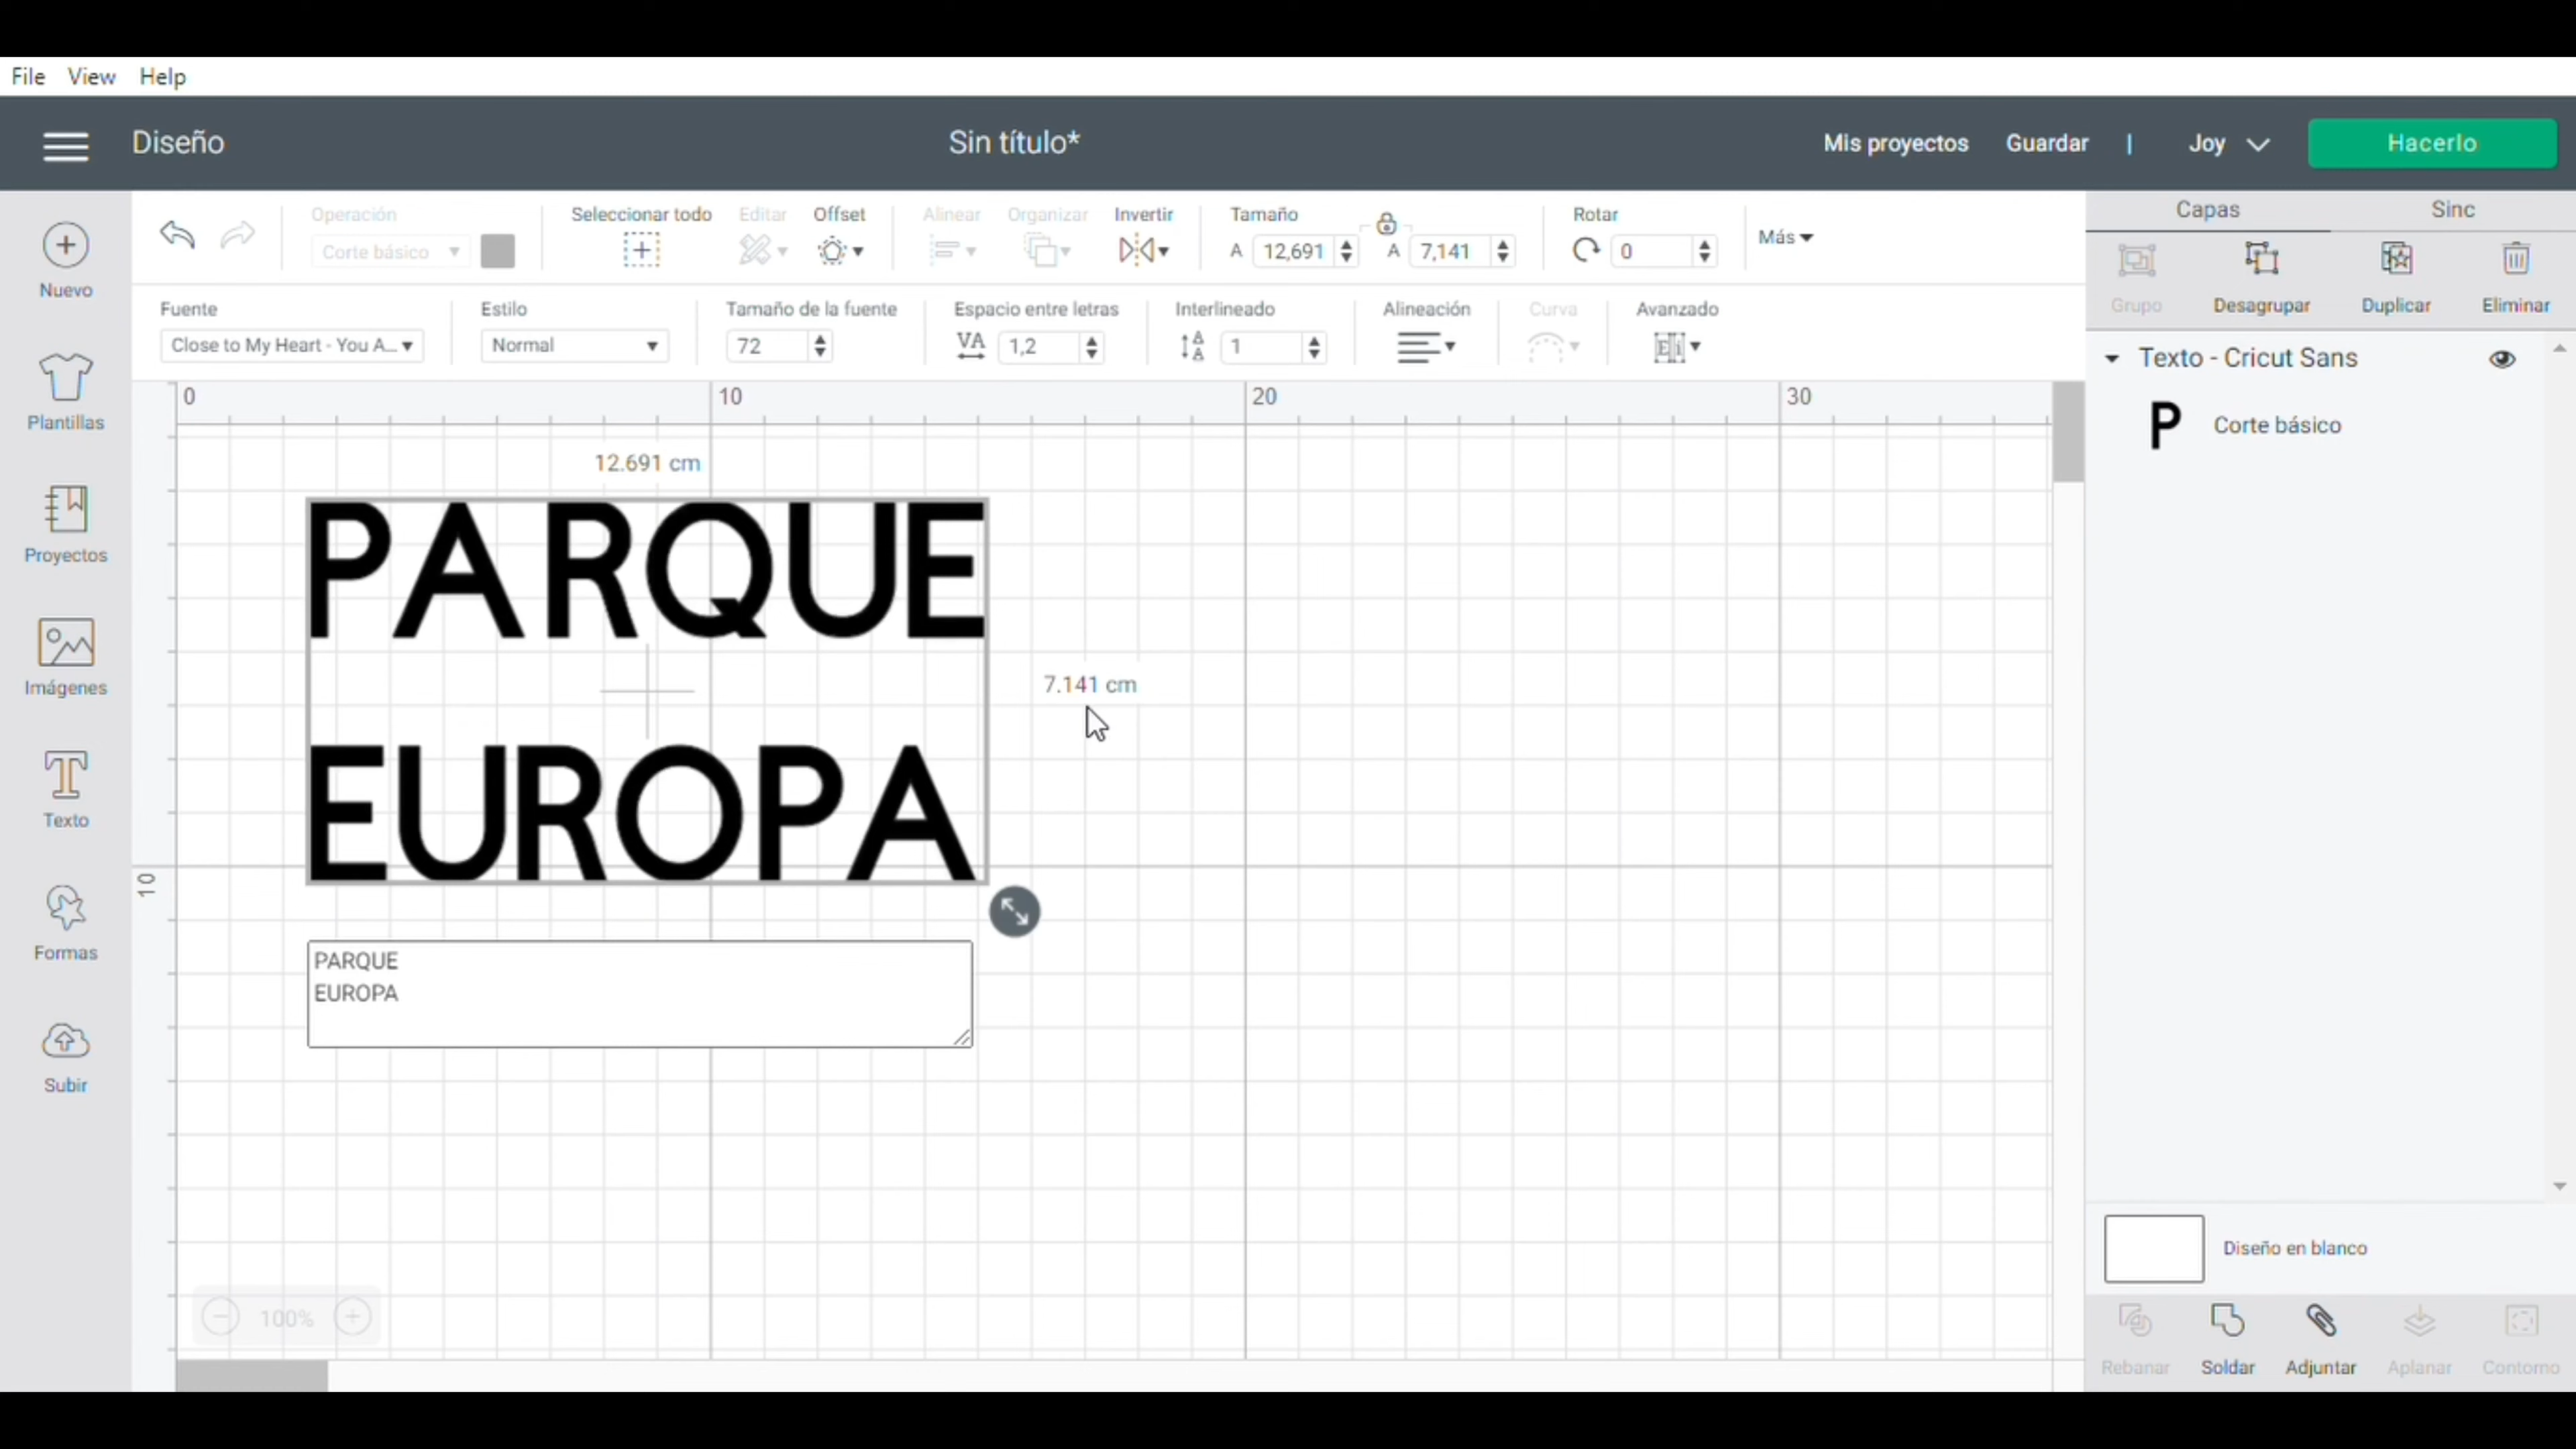 File View Help
Diseño Sin título* Mis proyectos Guardar | Joy Hacerlo
Operación Seleccionar todo Editar Offset Alinear Organizar Invertir Tamaño Rotar Más
Corte básico A 12,691 A 7,141 0
Fuente Estilo Tamaño de la fuente Espacio entre letras Interlineado Alineación Curva Avanzado
Close to My Heart - You A... Normal 72 VA 1,2 1
Nuevo
Plantillas
Proyectos
Imágenes
Texto
Formas
Subir
0 10 20 30
10
12.691 cm
PARQUE
EUROPA
7.141 cm
PARQUE
EUROPA
100%
Capas Sinc
Grupo Desagrupar Duplicar Eliminar
Texto - Cricut Sans
P Corte básico
Diseño en blanco
Rebanar Soldar Adjuntar Aplanar Contorno